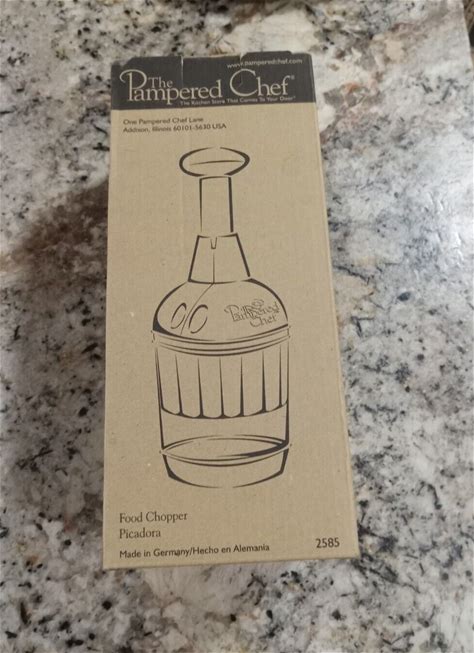 www.pamperedchef.com
The
Pampered Chef®
The Kitchen Store That Comes To Your Door®
One Pampered Chef Lane
Addison, Illinois 60101-5630 USA
The
Pampered
Chef
Food Chopper
Picadora
Made in Germany/Hecho en Alemania
2585